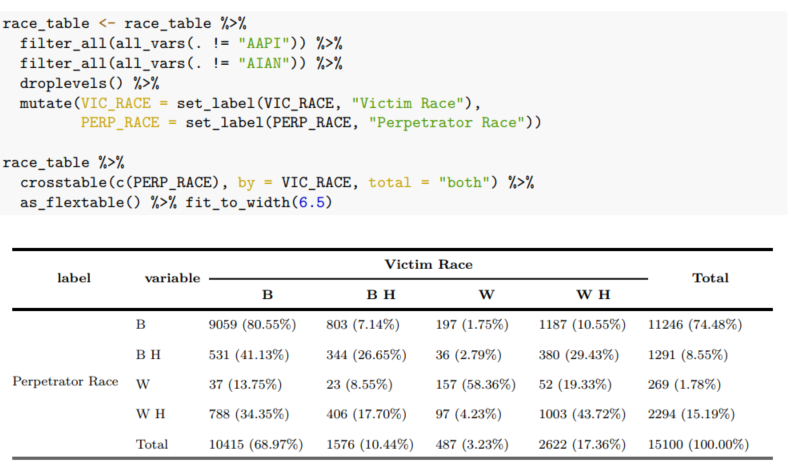 race_table <- race_table %>%
  filter_all(all_vars(. != "AAPI")) %>%
  filter_all(all_vars(. != "AIAN")) %>%
  droplevels() %>%
  mutate(VIC_RACE = set_label(VIC_RACE, "Victim Race"),
         PERP_RACE = set_label(PERP_RACE, "Perpetrator Race"))

race_table %>%
  crosstable(c(PERP_RACE), by = VIC_RACE, total = "both") %>%
  as_flextable() %>% fit_to_width(6.5)

label variable Victim Race Total
B B H W W H
B 9059 (80.55%) 803 (7.14%) 197 (1.75%) 1187 (10.55%) 11246 (74.48%)
B H 531 (41.13%) 344 (26.65%) 36 (2.79%) 380 (29.43%) 1291 (8.55%)
Perpetrator Race W 37 (13.75%) 23 (8.55%) 157 (58.36%) 52 (19.33%) 269 (1.78%)
W H 788 (34.35%) 406 (17.70%) 97 (4.23%) 1003 (43.72%) 2294 (15.19%)
Total 10415 (68.97%) 1576 (10.44%) 487 (3.23%) 2622 (17.36%) 15100 (100.00%)